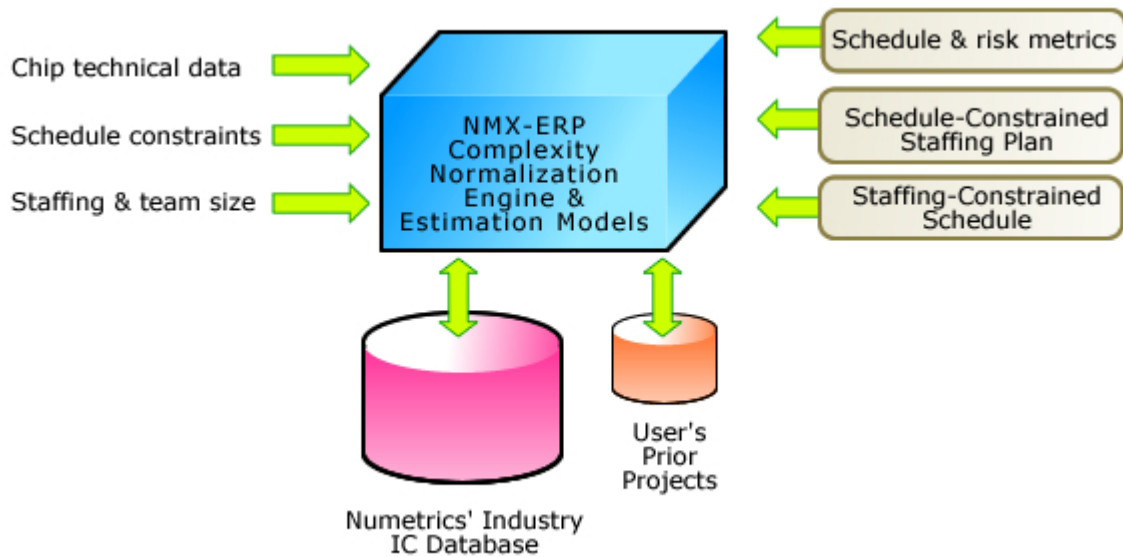 Chip technical data
Schedule constraints
Staffing & team size
NMX-ERP
Complexity
Normalization
Engine &
Estimation Models
Schedule & risk metrics
Schedule-Constrained
Staffing Plan
Staffing-Constrained
Schedule
Numetrics' Industry
IC Database
User's
Prior
Projects